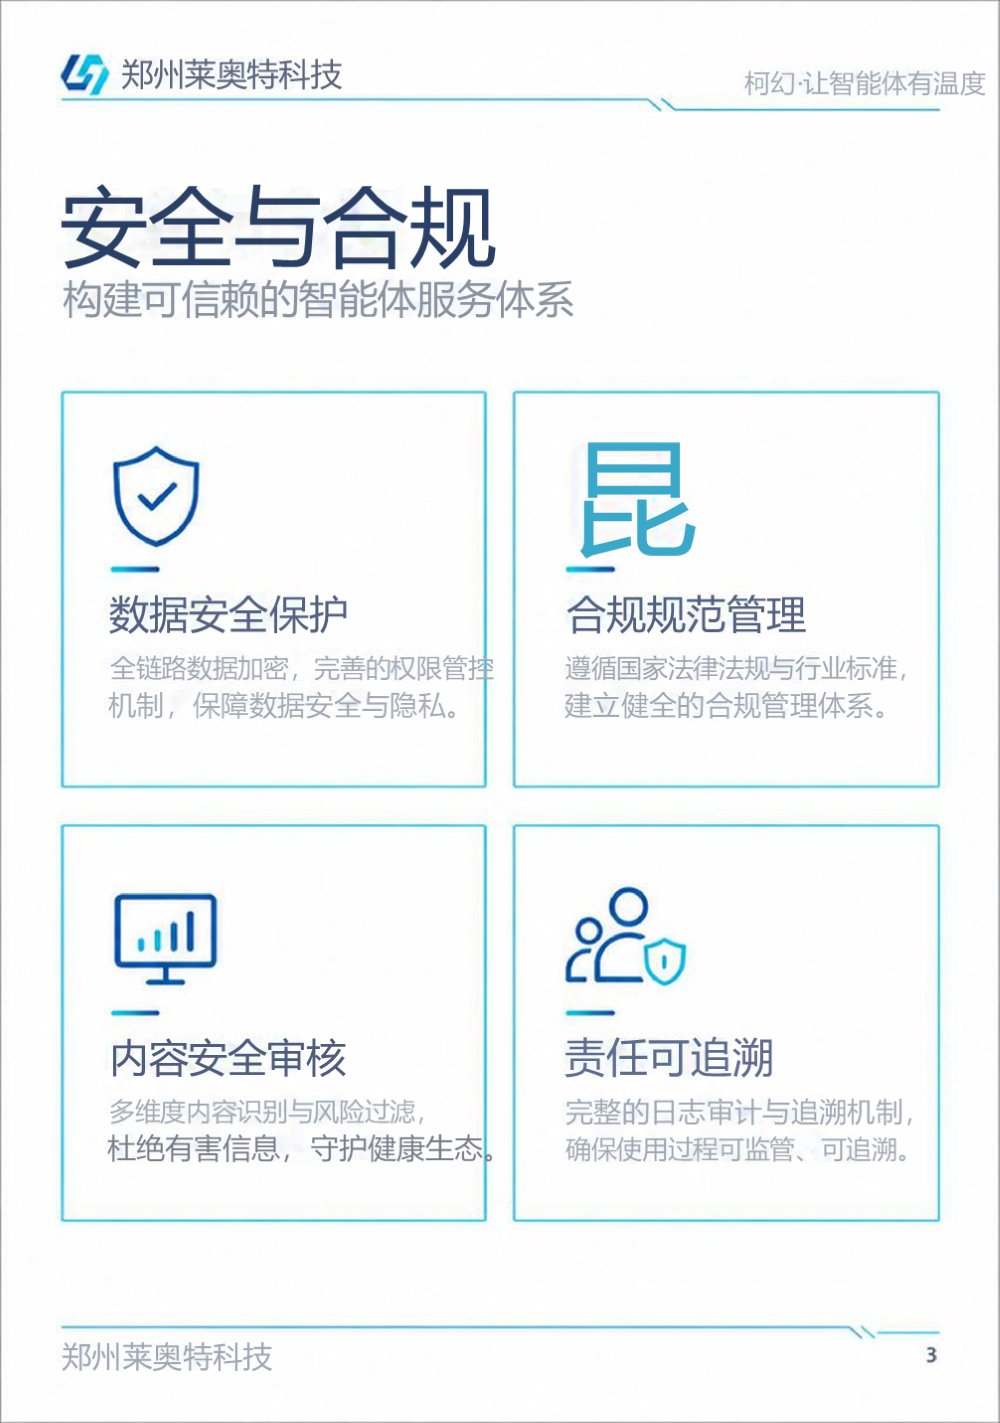 郑州莱奥特科技
柯幻·让智能体有温度
安全与合规
构建可信赖的智能体服务体系
昆
数据安全保护
全链路数据加密，完善的权限管控
机制，保障数据安全与隐私。
合规规范管理
遵循国家法律法规与行业标准，
建立健全的合规管理体系。
内容安全审核
多维度内容识别与风险过滤，
杜绝有害信息，守护健康生态。
责任可追溯
完整的日志审计与追溯机制，
确保使用过程可监管、可追溯。
郑州莱奥特科技
3